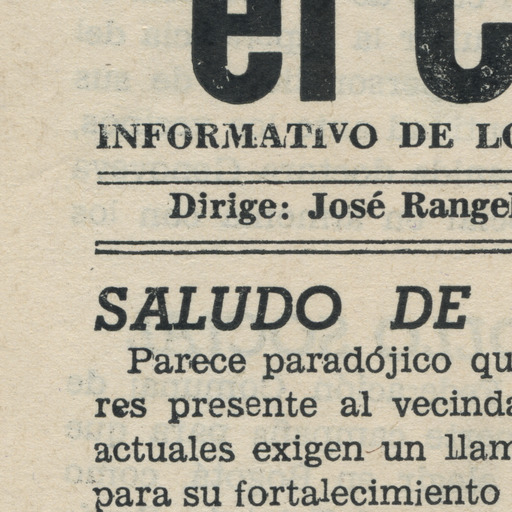 el c
INFORMATIVO DE LO
Dirige: José Rangel
SALUDO DE
Parece paradójico qu
res presente al vecinda
actuales exigen un llam
para su fortalecimiento